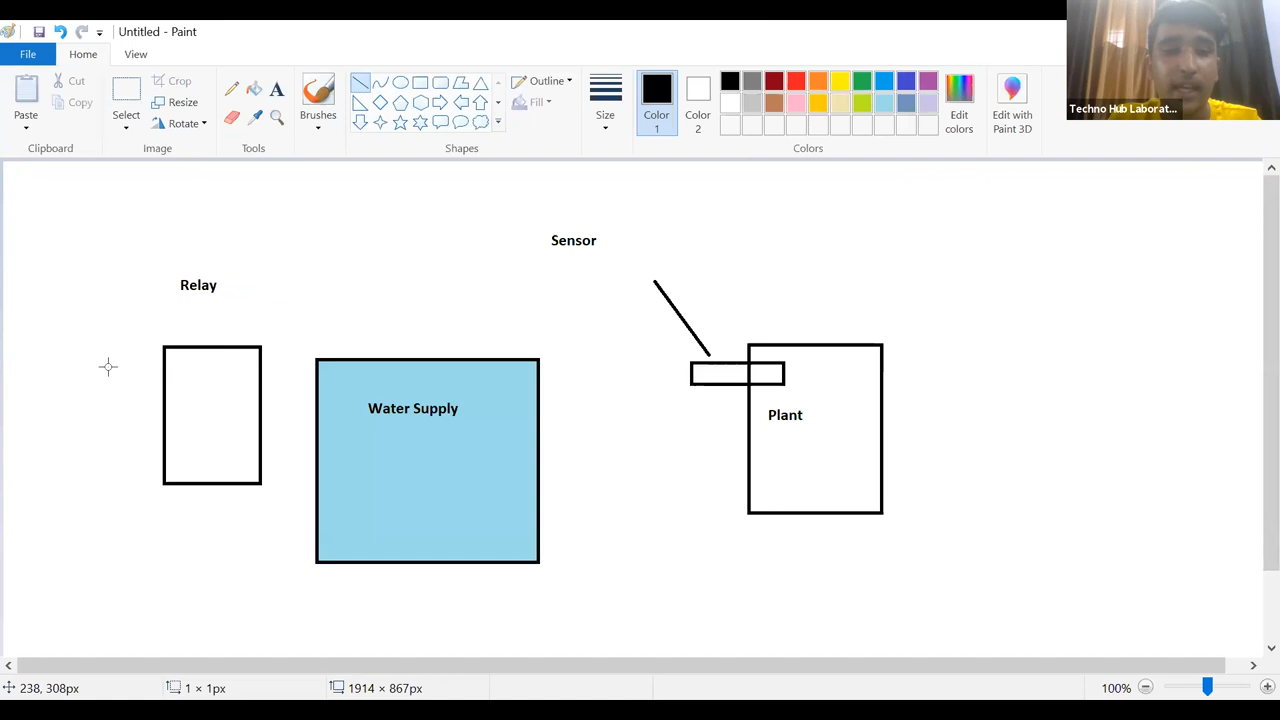 Untitled - Paint
File
Home
View
Paste
Cut
Copy
Clipboard
Select
Crop
Resize
Rotate
Image
Tools
Brushes
Shapes
Outline
Fill
Size
Color 1
Color 2
Edit colors
Edit with Paint 3D
Colors
Techno Hub Laborat...
Sensor
Relay
Water Supply
Plant
238, 308px
1 × 1px
1914 × 867px
100%